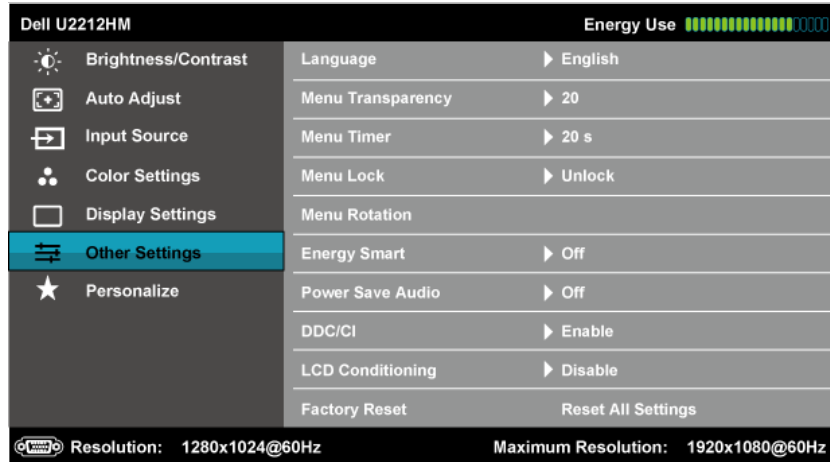 Dell U2212HM Energy Use
Brightness/Contrast
Auto Adjust
Input Source
Color Settings
Display Settings
Other Settings
Personalize
Language English
Menu Transparency 20
Menu Timer 20 s
Menu Lock Unlock
Menu Rotation
Energy Smart Off
Power Save Audio Off
DDC/CI Enable
LCD Conditioning Disable
Factory Reset Reset All Settings
Resolution: 1280x1024@60Hz Maximum Resolution: 1920x1080@60Hz